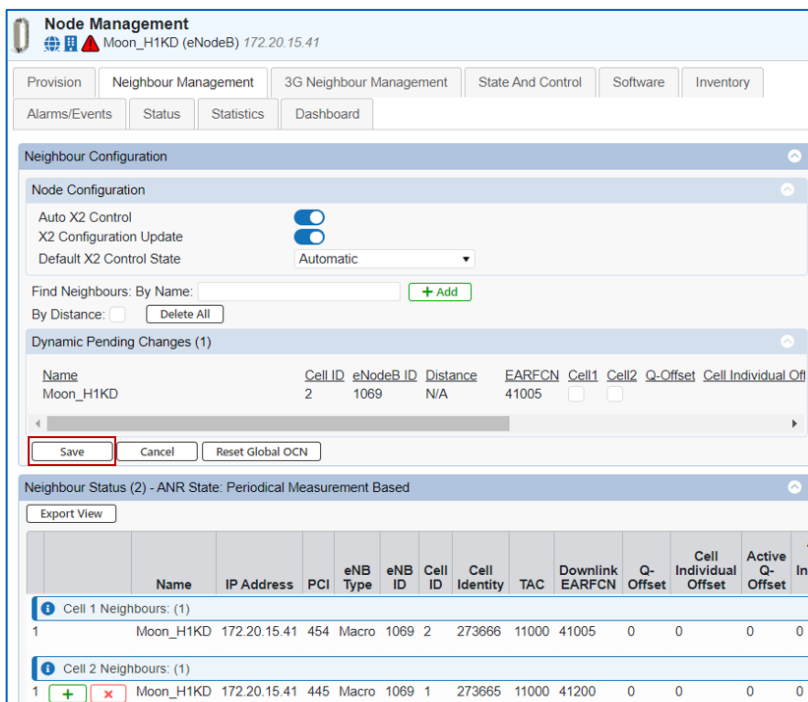 Node Management
Moon_H1KD (eNodeB) 172.20.15.41
Provision Neighbour Management 3G Neighbour Management State And Control Software Inventory
Alarms/Events Status Statistics Dashboard
Neighbour Configuration
Node Configuration
Auto X2 Control
X2 Configuration Update
Default X2 Control State Automatic
Find Neighbours: By Name: + Add
By Distance: Delete All
Dynamic Pending Changes (1)
Name Cell ID eNodeB ID Distance EARFCN Cell1 Cell2 Q-Offset Cell Individual Off
Moon_H1KD 2 1069 N/A 41005
Save Cancel Reset Global OCN
Neighbour Status (2) - ANR State: Periodical Measurement Based
Export View
Name IP Address PCI eNB Type eNB ID Cell ID Cell Identity TAC Downlink EARFCN Q-Offset Cell Individual Offset Active Q-Offset
Cell 1 Neighbours: (1)
1 Moon_H1KD 172.20.15.41 454 Macro 1069 2 273666 11000 41005 0 0 0 0
Cell 2 Neighbours: (1)
1 + × Moon_H1KD 172.20.15.41 445 Macro 1069 1 273665 11000 41200 0 0 0 0